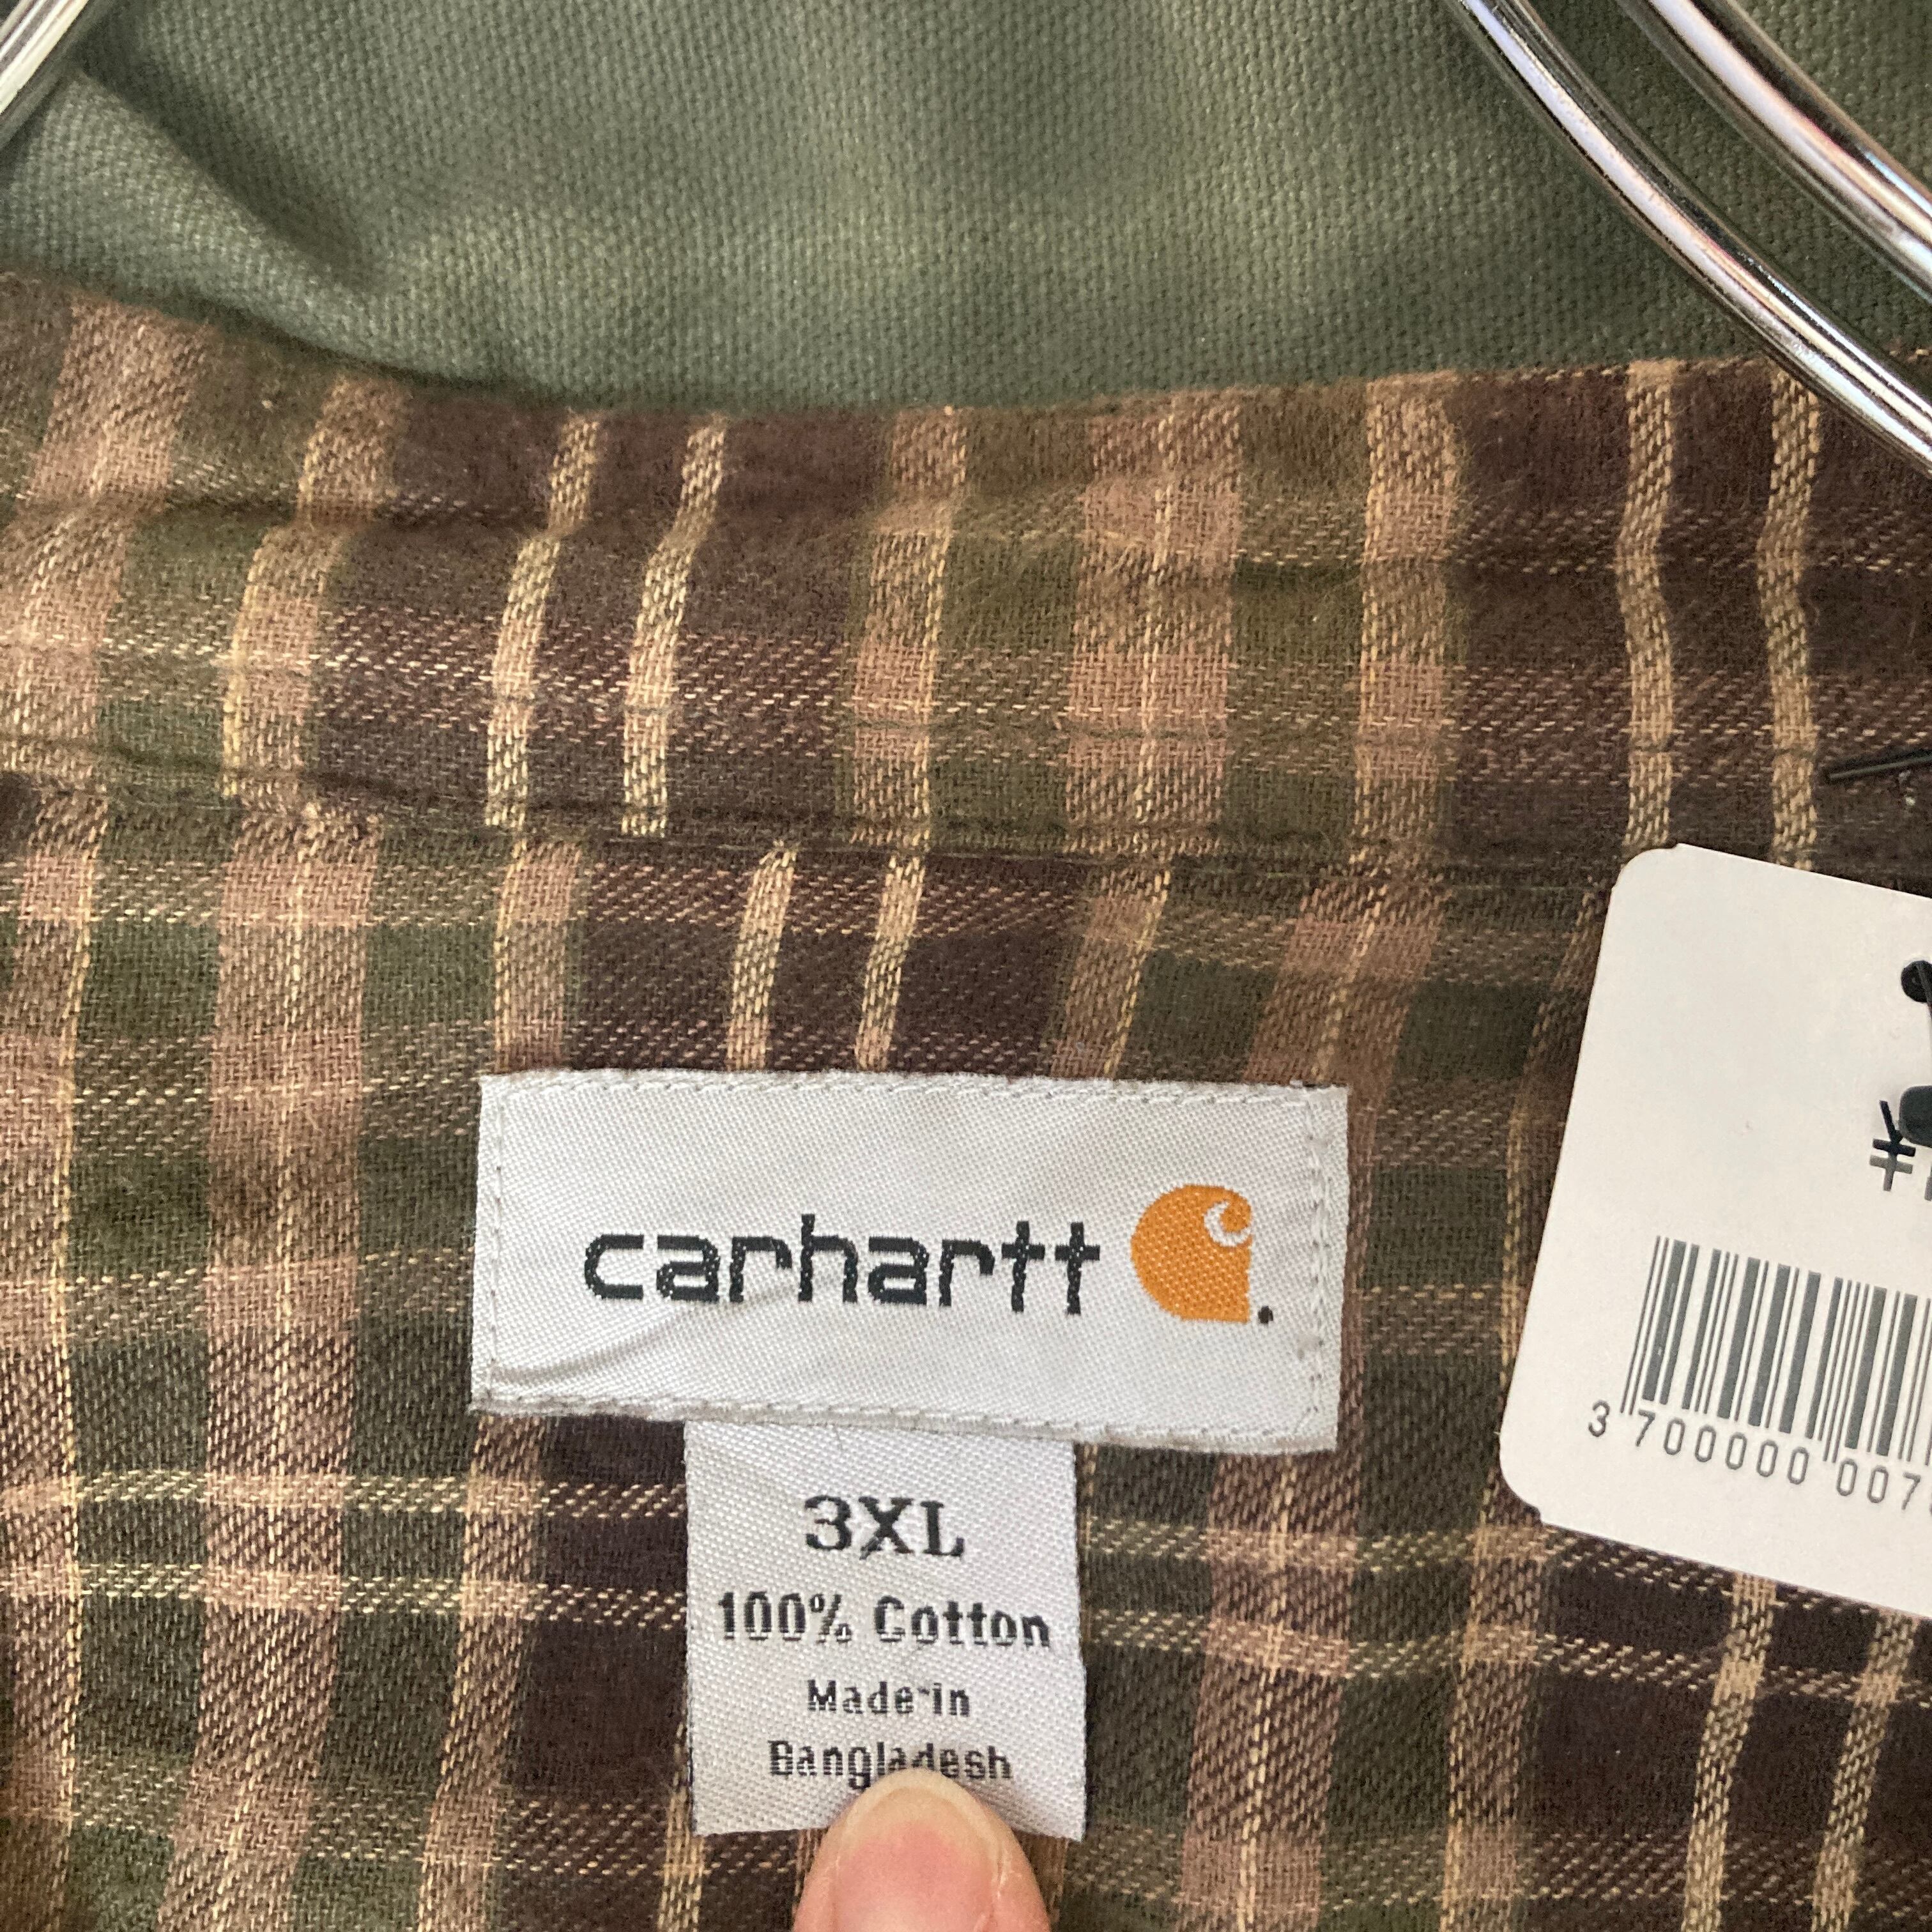 carhartt
3XL
100% Cotton
Made in
Bangladesh
¥
3 700000 007